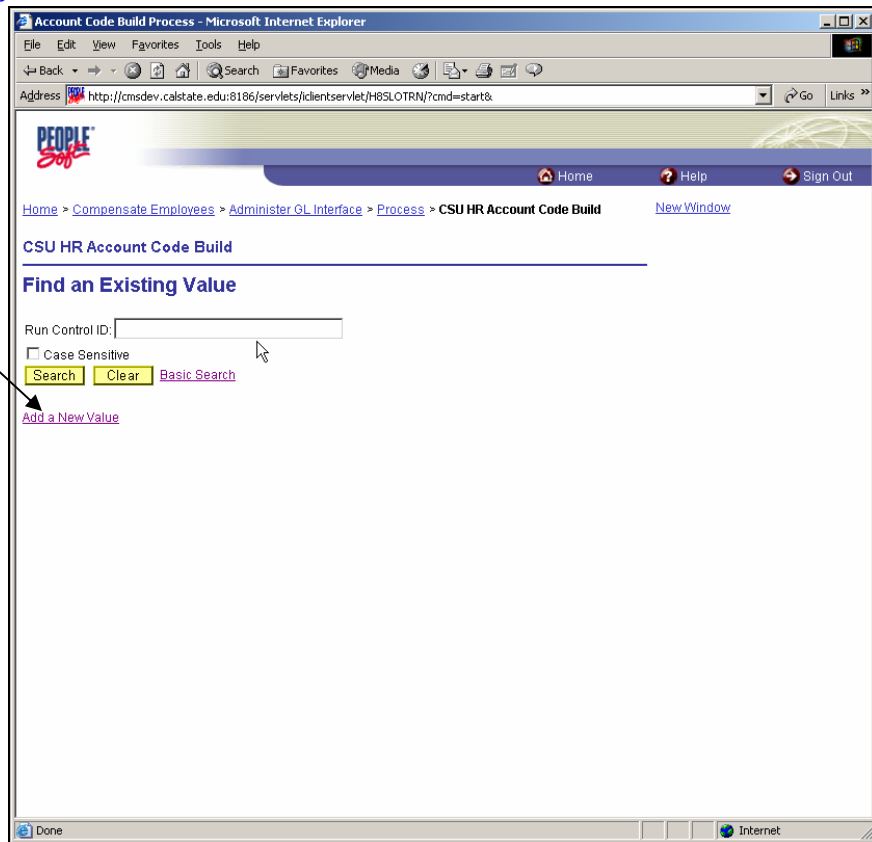 Account Code Build Process - Microsoft Internet Explorer
File Edit View Favorites Tools Help
Back Search Favorites Media
Address http://cmsdev.calstate.edu:8186/servlets/iclientservlet/H8SLOTRN/?cmd=start& Go Links »
PEOPLE
Soft
Home Help Sign Out
Home > Compensate Employees > Administer GL Interface > Process > CSU HR Account Code Build New Window
CSU HR Account Code Build
Find an Existing Value
Run Control ID:
Case Sensitive
Search Clear Basic Search
Add a New Value
Done Internet